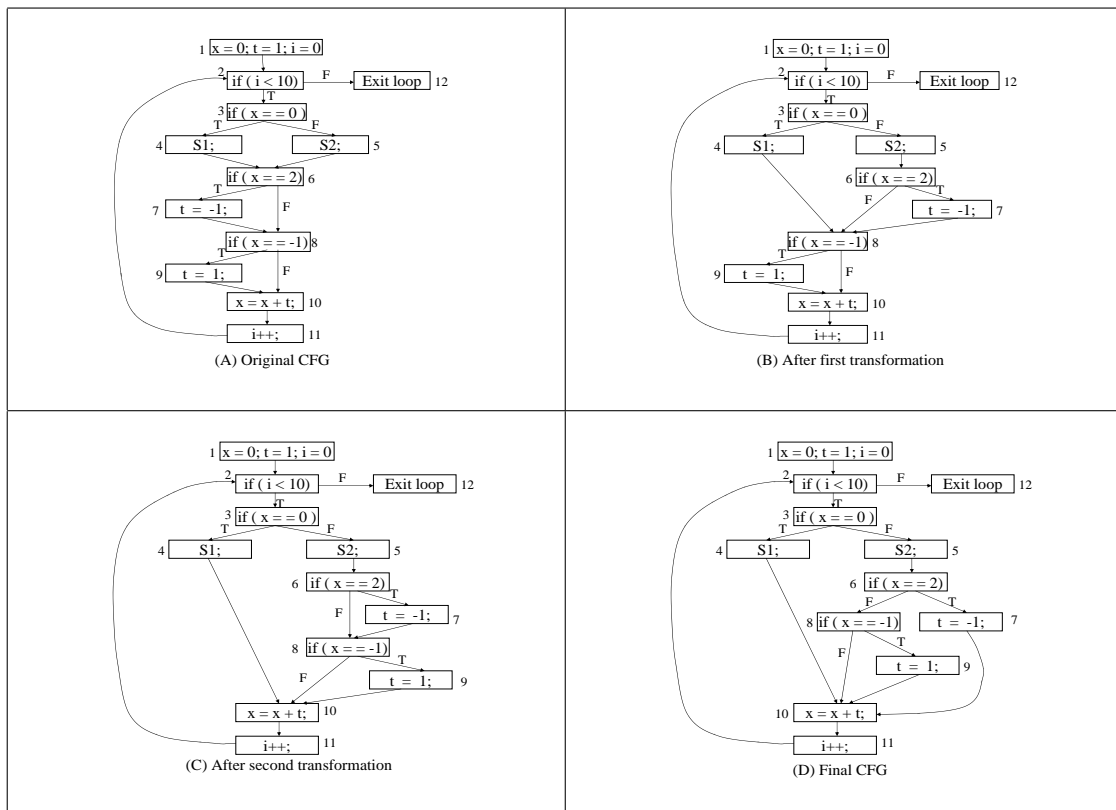 1 x = 0; t = 1; i = 0
2 if ( i < 10) F Exit loop 12
T
3 if ( x = = 0 )
T F
4 S1; S2; 5
if ( x = = 2) 6
T
7 t = -1; F
if ( x = = -1) 8
T
9 t = 1; F
x = x + t; 10
i++; 11
(A) Original CFG
1 x = 0; t = 1; i = 0
2 if ( i < 10) F Exit loop 12
T
3 if ( x = = 0 )
T F
4 S1; S2; 5
6 if ( x = = 2)
F T
t = -1; 7
if ( x = = -1) 8
T
9 t = 1; F
x = x + t; 10
i++; 11
(B) After first transformation
1 x = 0; t = 1; i = 0
2 if ( i < 10) F Exit loop 12
T
3 if ( x = = 0 )
T F
4 S1; S2; 5
6 if ( x = = 2)
T
F t = -1; 7
8 if ( x = = -1)
T
F t = 1; 9
x = x + t; 10
i++; 11
(C) After second transformation
1 x = 0; t = 1; i = 0
2 if ( i < 10) F Exit loop 12
T
3 if ( x = = 0 )
T F
4 S1; S2; 5
6 if ( x = = 2)
F T
8 if ( x = = -1) t = -1; 7
T
F t = 1; 9
10 x = x + t;
i++; 11
(D) Final CFG